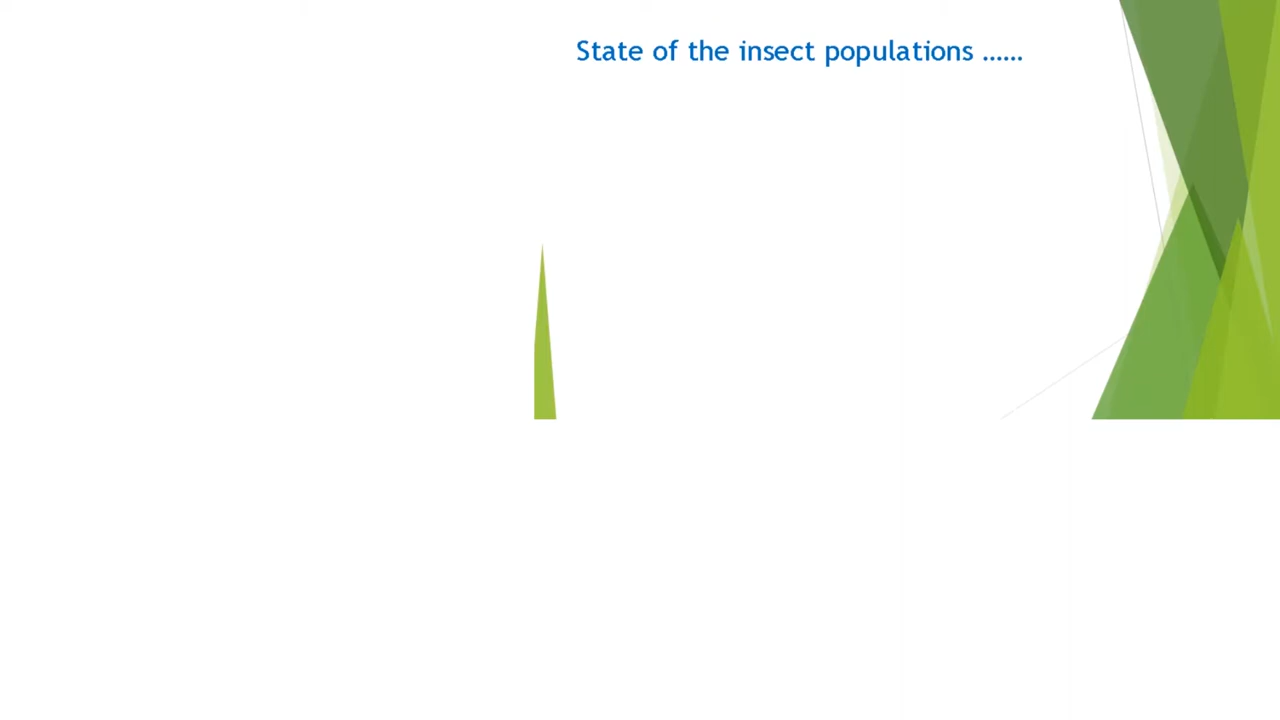 State of the insect populations ......